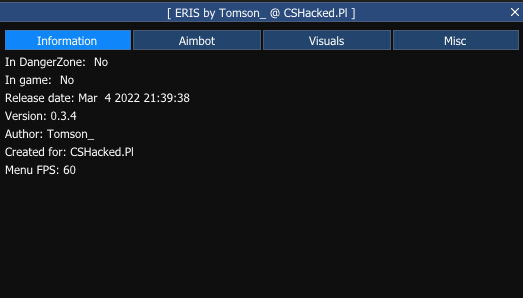 [ ERIS by Tomson_ @ CSHacked.Pl ]
Information Aimbot Visuals Misc
In DangerZone: No
In game: No
Release date: Mar 4 2022 21:39:38
Version: 0.3.4
Author: Tomson_
Created for: CSHacked.Pl
Menu FPS: 60